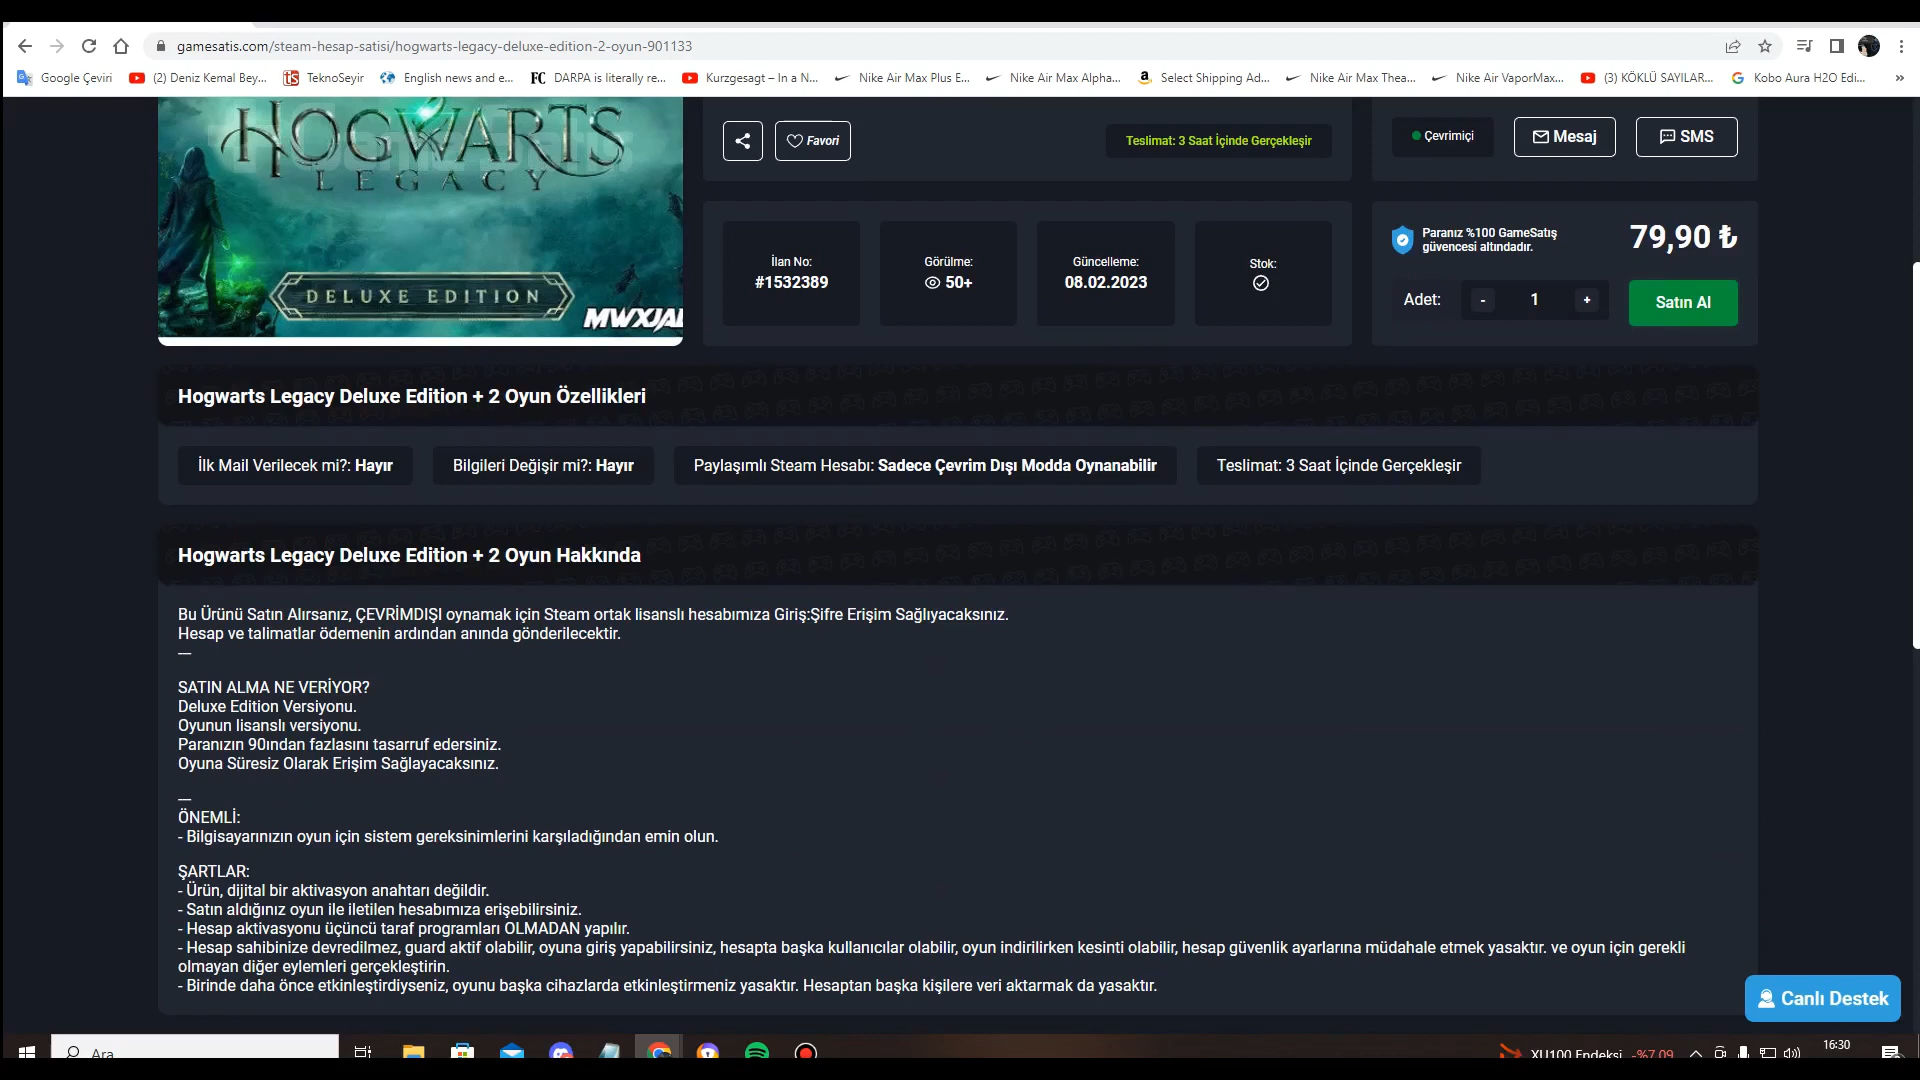 gamesatis.com/steam-hesap-satisi/hogwarts-legacy-deluxe-edition-2-oyun-901133
Google Çeviri
(2) Deniz Kemal Bey...
TeknoSeyir
English news and e...
DARPA is literally re...
Kurzgesagt – In a N...
Nike Air Max Plus E...
Nike Air Max Alpha...
Select Shipping Ad...
Nike Air Max Thea...
Nike Air VaporMax...
(3) KÖKLÜ SAYILAR...
Kobo Aura H2O Edi...
»
HOGWARTS
LEGACY
DELUXE EDITION
Favori
Teslimat: 3 Saat İçinde Gerçekleşir
Çevrimiçi
Mesaj
SMS
İlan No:
#1532389
Görülme:
50+
Güncelleme:
08.02.2023
Stok:
Paranız %100 GameSatış
güvencesi altındadır.
79,90 ₺
Adet:
-
1
+
Satın Al
Hogwarts Legacy Deluxe Edition + 2 Oyun Özellikleri
İlk Mail Verilecek mi?: Hayır
Bilgileri Değişir mi?: Hayır
Paylaşımlı Steam Hesabı: Sadece Çevrim Dışı Modda Oynanabilir
Teslimat: 3 Saat İçinde Gerçekleşir
Hogwarts Legacy Deluxe Edition + 2 Oyun Hakkında
Bu Ürünü Satın Alırsanız, ÇEVRİMDIŞI oynamak için Steam ortak lisanslı hesabımıza Giriş:Şifre Erişim Sağlıyacaksınız.
Hesap ve talimatlar ödemenin ardından anında gönderilecektir.
—
SATIN ALMA NE VERİYOR?
Deluxe Edition Versiyonu.
Oyunun lisanslı versiyonu.
Paranızın 90ından fazlasını tasarruf edersiniz.
Oyuna Süresiz Olarak Erişim Sağlayacaksınız.
—
ÖNEMLİ:
- Bilgisayarınızın oyun için sistem gereksinimlerini karşıladığından emin olun.
ŞARTLAR:
- Ürün, dijital bir aktivasyon anahtarı değildir.
- Satın aldığınız oyun ile iletilen hesabımıza erişebilirsiniz.
- Hesap aktivasyonu üçüncü taraf programları OLMADAN yapılır.
- Hesap sahibinize devredilmez, guard aktif olabilir, oyuna giriş yapabilirsiniz, hesapta başka kullanıcılar olabilir, oyun indirilirken kesinti olabilir, hesap güvenlik ayarlarına müdahale etmek yasaktır. ve oyun için gerekli
olmayan diğer eylemleri gerçekleştirin.
- Birinde daha önce etkinleştirdiyseniz, oyunu başka cihazlarda etkinleştirmeniz yasaktır. Hesaptan başka kişilere veri aktarmak da yasaktır.
Canlı Destek
Ara
XU100 Endeksi
-%7,09
16:30